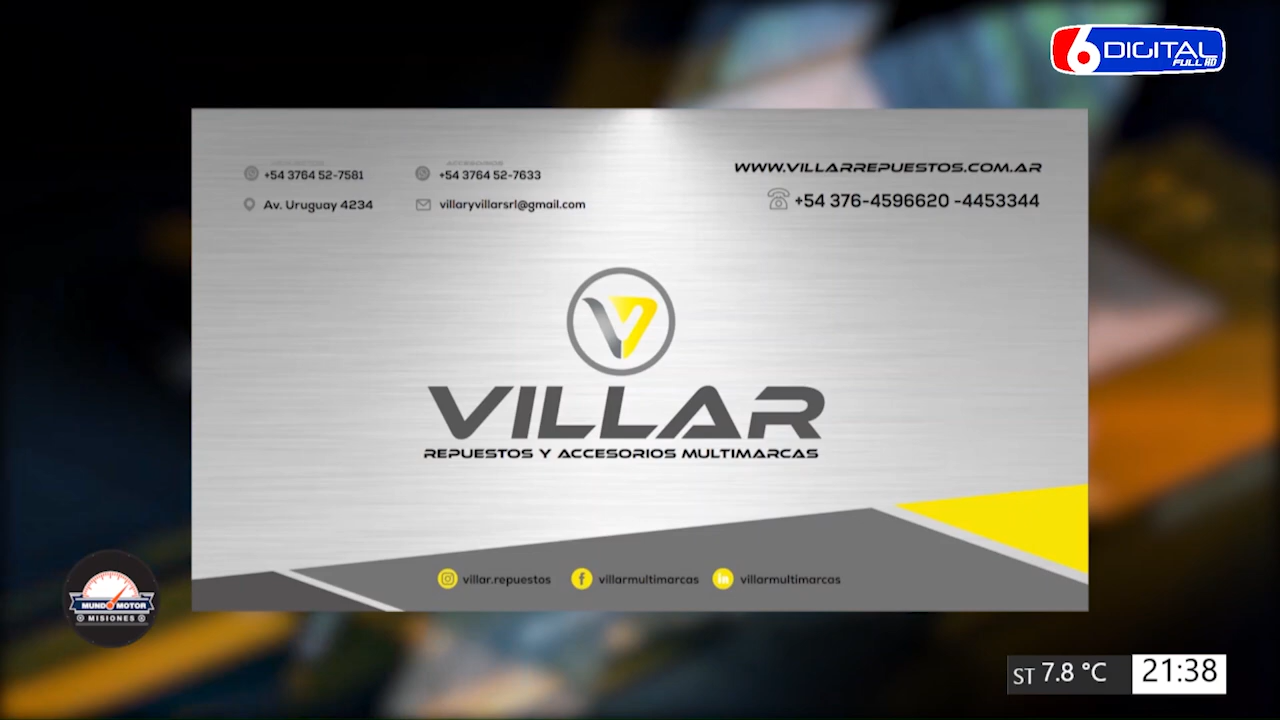 6 DIGITAL
FULL HD
ACCESORIOS
+54 3764 52-7581
+54 3764 52-7633
WWW.VILLARREPUESTOS.COM.AR
Av. Uruguay 4234
villaryvillarsrl@gmail.com
+54 376-4596620 -4453344
VILLAR
REPUESTOS Y ACCESORIOS MULTIMARCAS
villar.repuestos
villarmultimarcas
villarmultimarcas
MUNDO MOTOR
MISIONES
ST 7.8 °C
21:38